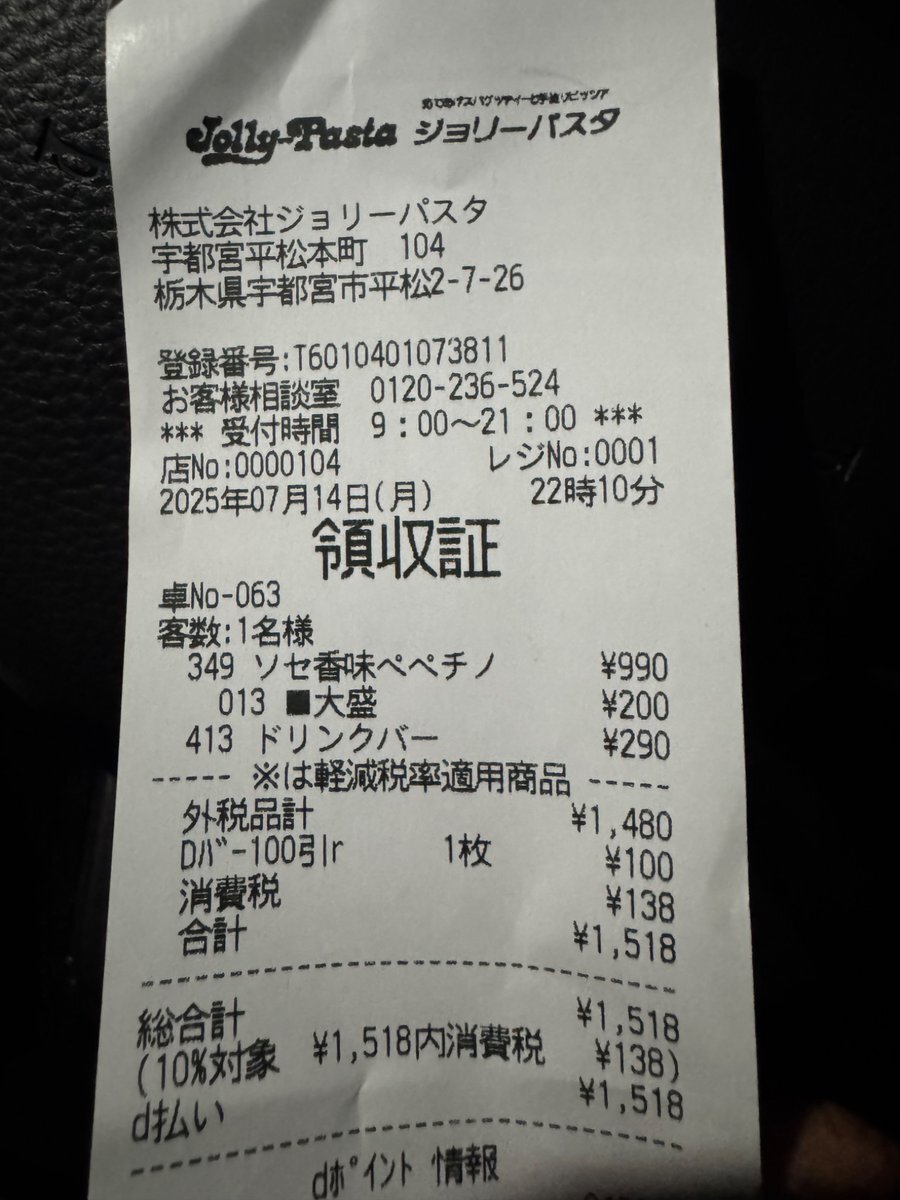 Jolly-Pasta ジョリーパスタ
株式会社ジョリーパスタ
宇都宮平松本町 104
栃木県宇都宮市平松2-7-26
登録番号:T6010401073811
お客様相談室 0120-236-524
*** 受付時間 9:00～21:00 ***
店No:0000104 レジNo:0001
2025年07月14日(月) 22時10分
領収証
卓No-063
客数:1名様
349 ソセ香味ペペチノ ¥990
013 ■大盛 ¥200
413 ドリンクバー ¥290
----- ※は軽減税率適用商品 -----
外税品計 ¥1,480
Dﾊﾞｰ100引lr 1枚 ¥100
消費税 ¥138
合計 ¥1,518
総合計 ¥1,518
(10%対象 ¥1,518内消費税 ¥138)
d払い ¥1,518
dﾎﾟｲﾝﾄ 情報